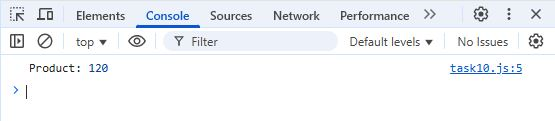 Elements Console Sources Network Performance
top Filter Default levels No Issues
Product: 120 task10.js:5
>